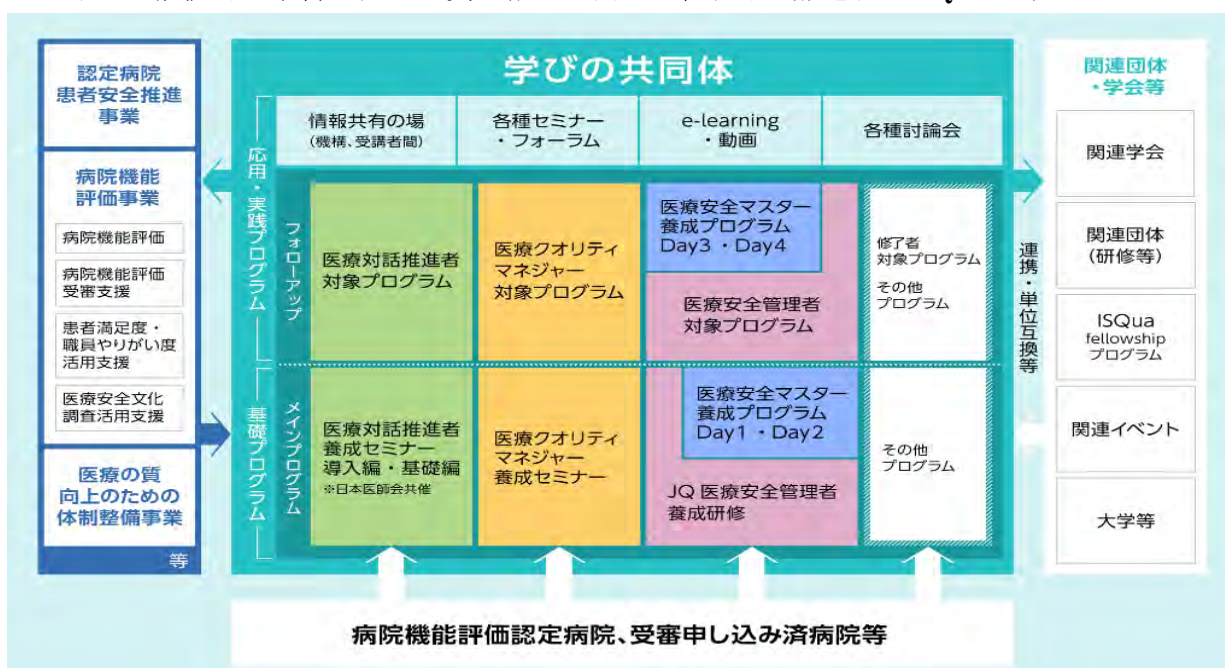 認定病院
患者安全推進
事業
病院機能
評価事業
病院機能評価
病院機能評価
受審支援
患者満足度・
職員やりがい度
活用支援
医療安全文化
調査活用支援
医療の質
向上のための
体制整備事業
等
学びの共同体
情報共有の場
(機構、受講者間)
各種セミナー
・フォーラム
e-learning
・動画
各種討論会
応用・実践プログラム
フォローアップ
医療対話推進者
対象プログラム
医療クオリティ
マネジャー
対象プログラム
医療安全マスター
養成プログラム
Day3・Day4
医療安全管理者
対象プログラム
修了者
対象プログラム
その他
プログラム
基礎プログラム
メインプログラム
医療対話推進者
養成セミナー
導入編・基礎編
※日本医師会共催
医療クオリティ
マネジャー
養成セミナー
医療安全マスター
養成プログラム
Day1・Day2
JQ 医療安全管理者
養成研修
その他
プログラム
連携・単位互換等
関連団体
・学会等
関連学会
関連団体
(研修等)
ISQua
fellowship
プログラム
関連イベント
大学等
病院機能評価認定病院、受審申し込み済病院等